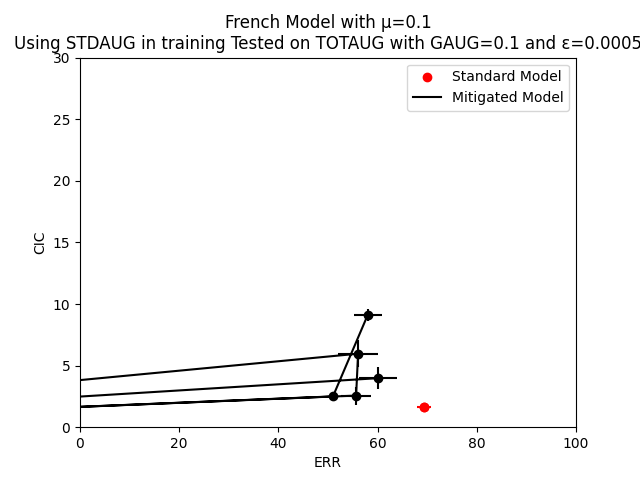 French Model with μ=0.1
Using STDAUG in training Tested on TOTAUG with GAUG=0.1 and ε=0.0005
Standard Model
Mitigated Model
30
25
20
15
10
5
0
CIC
0 20 40 60 80 100
ERR